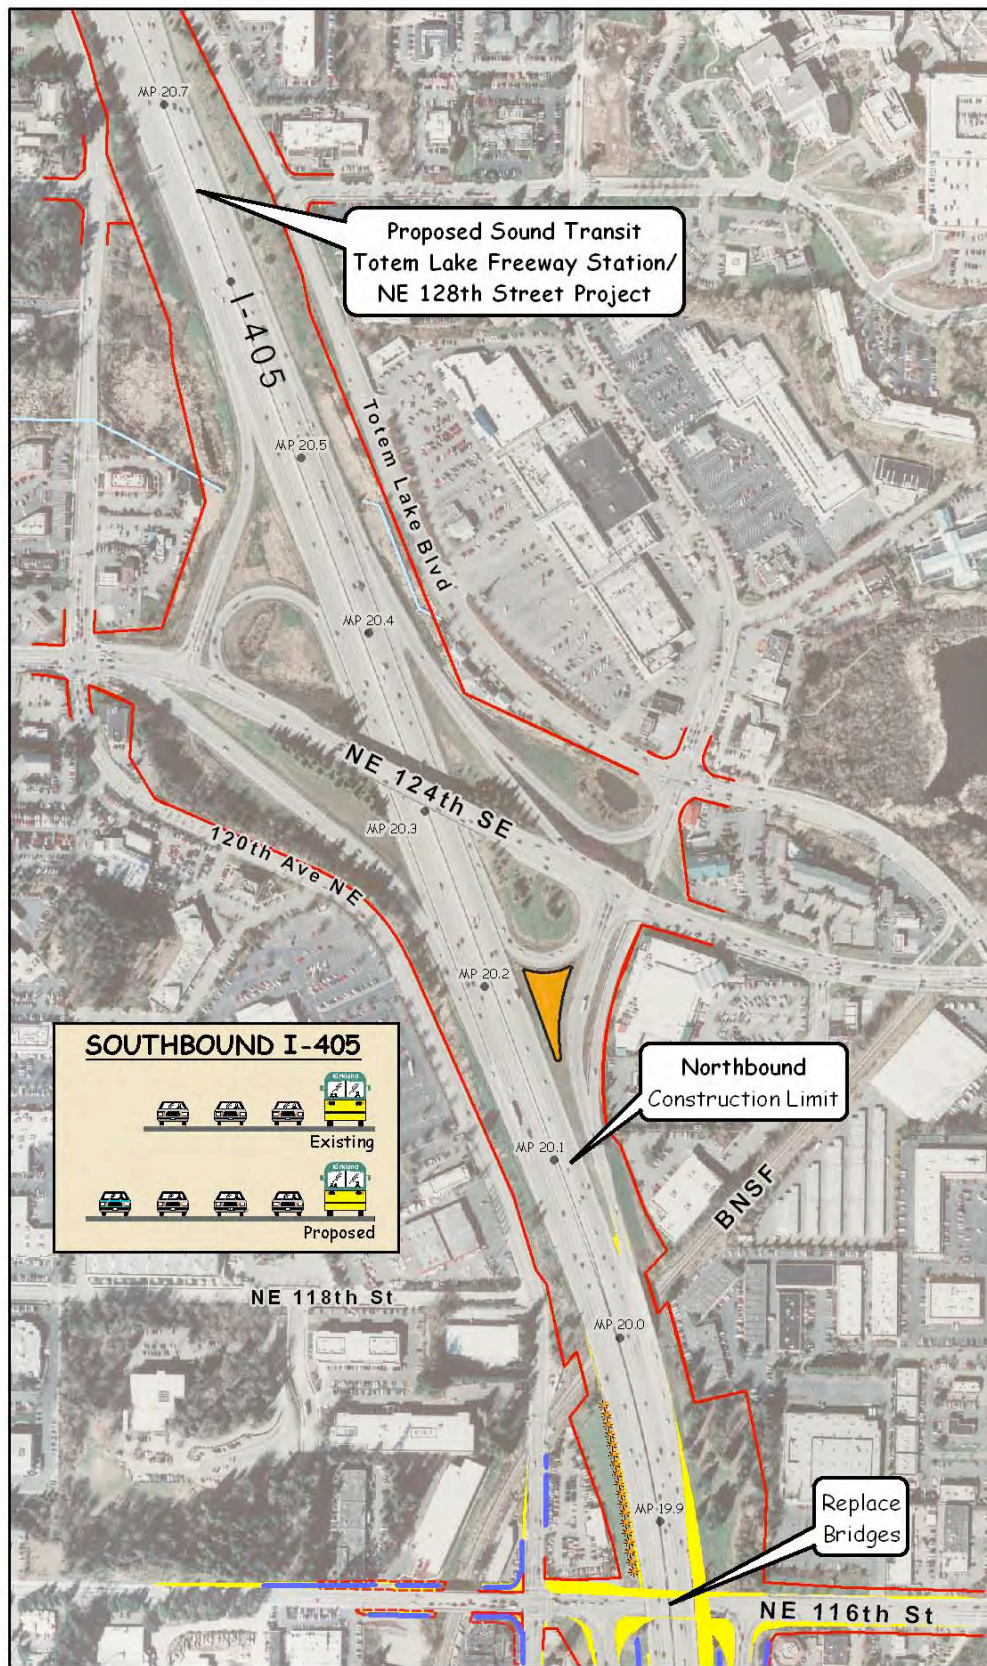 MP 20.7
Proposed Sound Transit
Totem Lake Freeway Station/
NE 128th Street Project
I-405
Totem Lake Blvd
MP 20.5
MP 20.4
NE 124th SE
MP 20.3
120th Ave NE
MP 20.2
SOUTHBOUND I-405
Kirkland
Existing
Kirkland
Proposed
Northbound
Construction Limit
MP 20.1
BNSF
NE 118th St
MP 20.0
MP 19.9
Replace
Bridges
NE 116th St